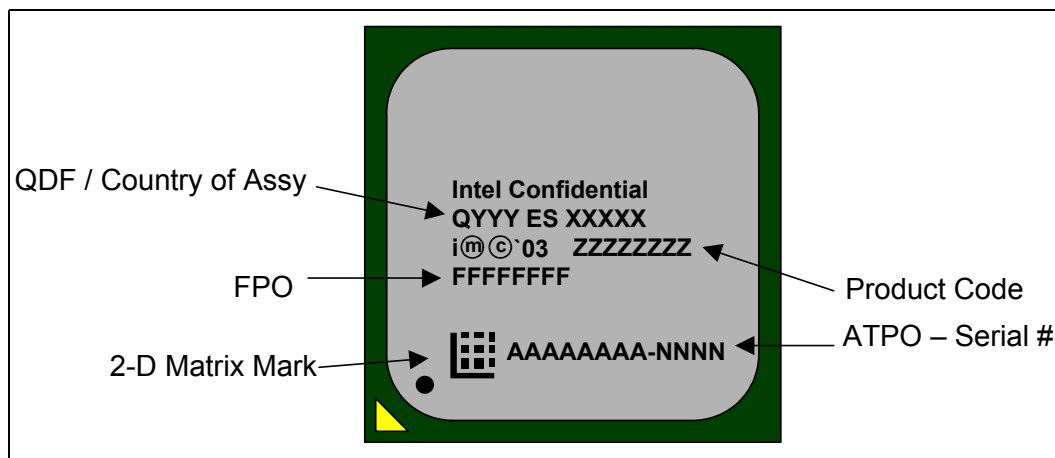 QDF / Country of Assy
Intel Confidential
QYYY ES XXXXX
i ⓜ ⓒ `03 ZZZZZZZZ
FFFFFFFF
FPO
Product Code
ATPO – Serial #
2-D Matrix Mark
AAAAAAAA-NNNN